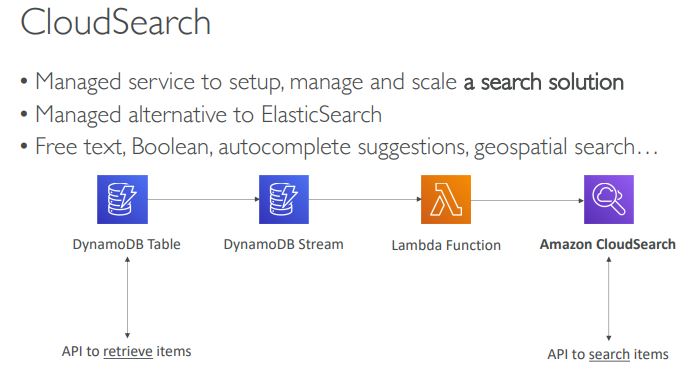 CloudSearch
• Managed service to setup, manage and scale a search solution
• Managed alternative to ElasticSearch
• Free text, Boolean, autocomplete suggestions, geospatial search…
DynamoDB Table
DynamoDB Stream
Lambda Function
Amazon CloudSearch
API to retrieve items
API to search items